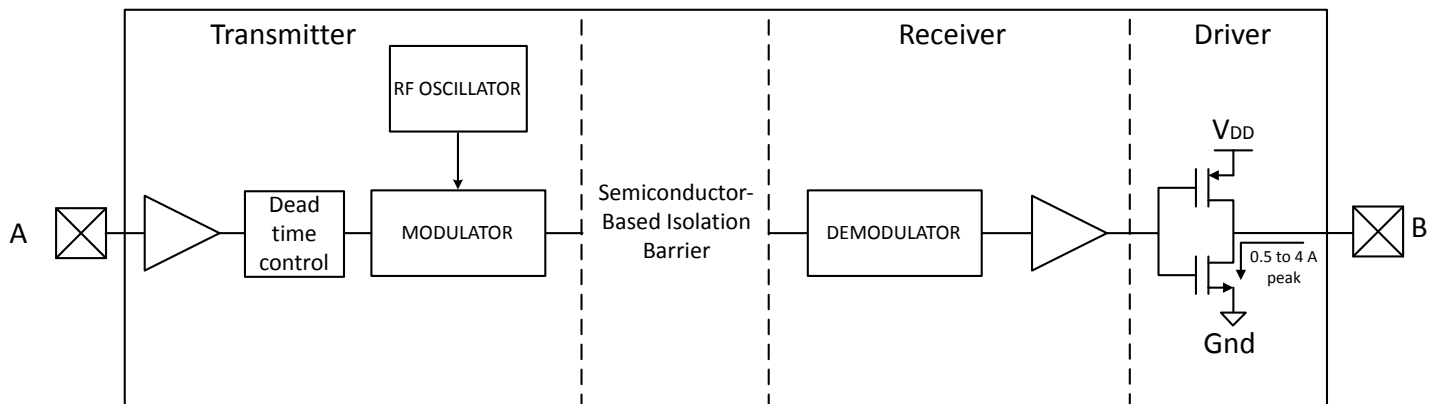 Transmitter
Receiver
Driver
RF OSCILLATOR
VDD
A
Dead
time
control
MODULATOR
Semiconductor-
Based Isolation
Barrier
DEMODULATOR
B
0.5 to 4 A
peak
Gnd